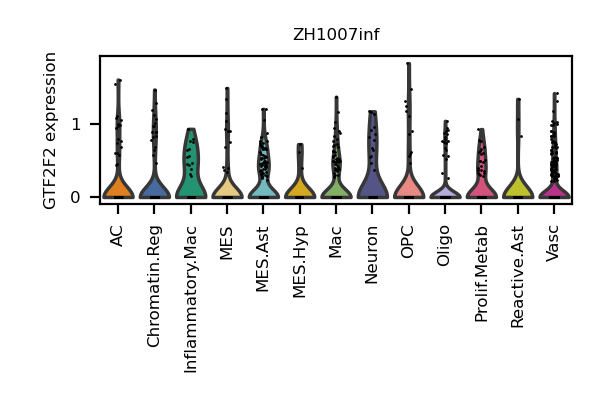 ZH1007inf
GTF2F2 expression
1
0
AC
Chromatin.Reg
Inflammatory.Mac
MES
MES.Ast
MES.Hyp
Mac
Neuron
OPC
Oligo
Prolif.Metab
Reactive.Ast
Vasc